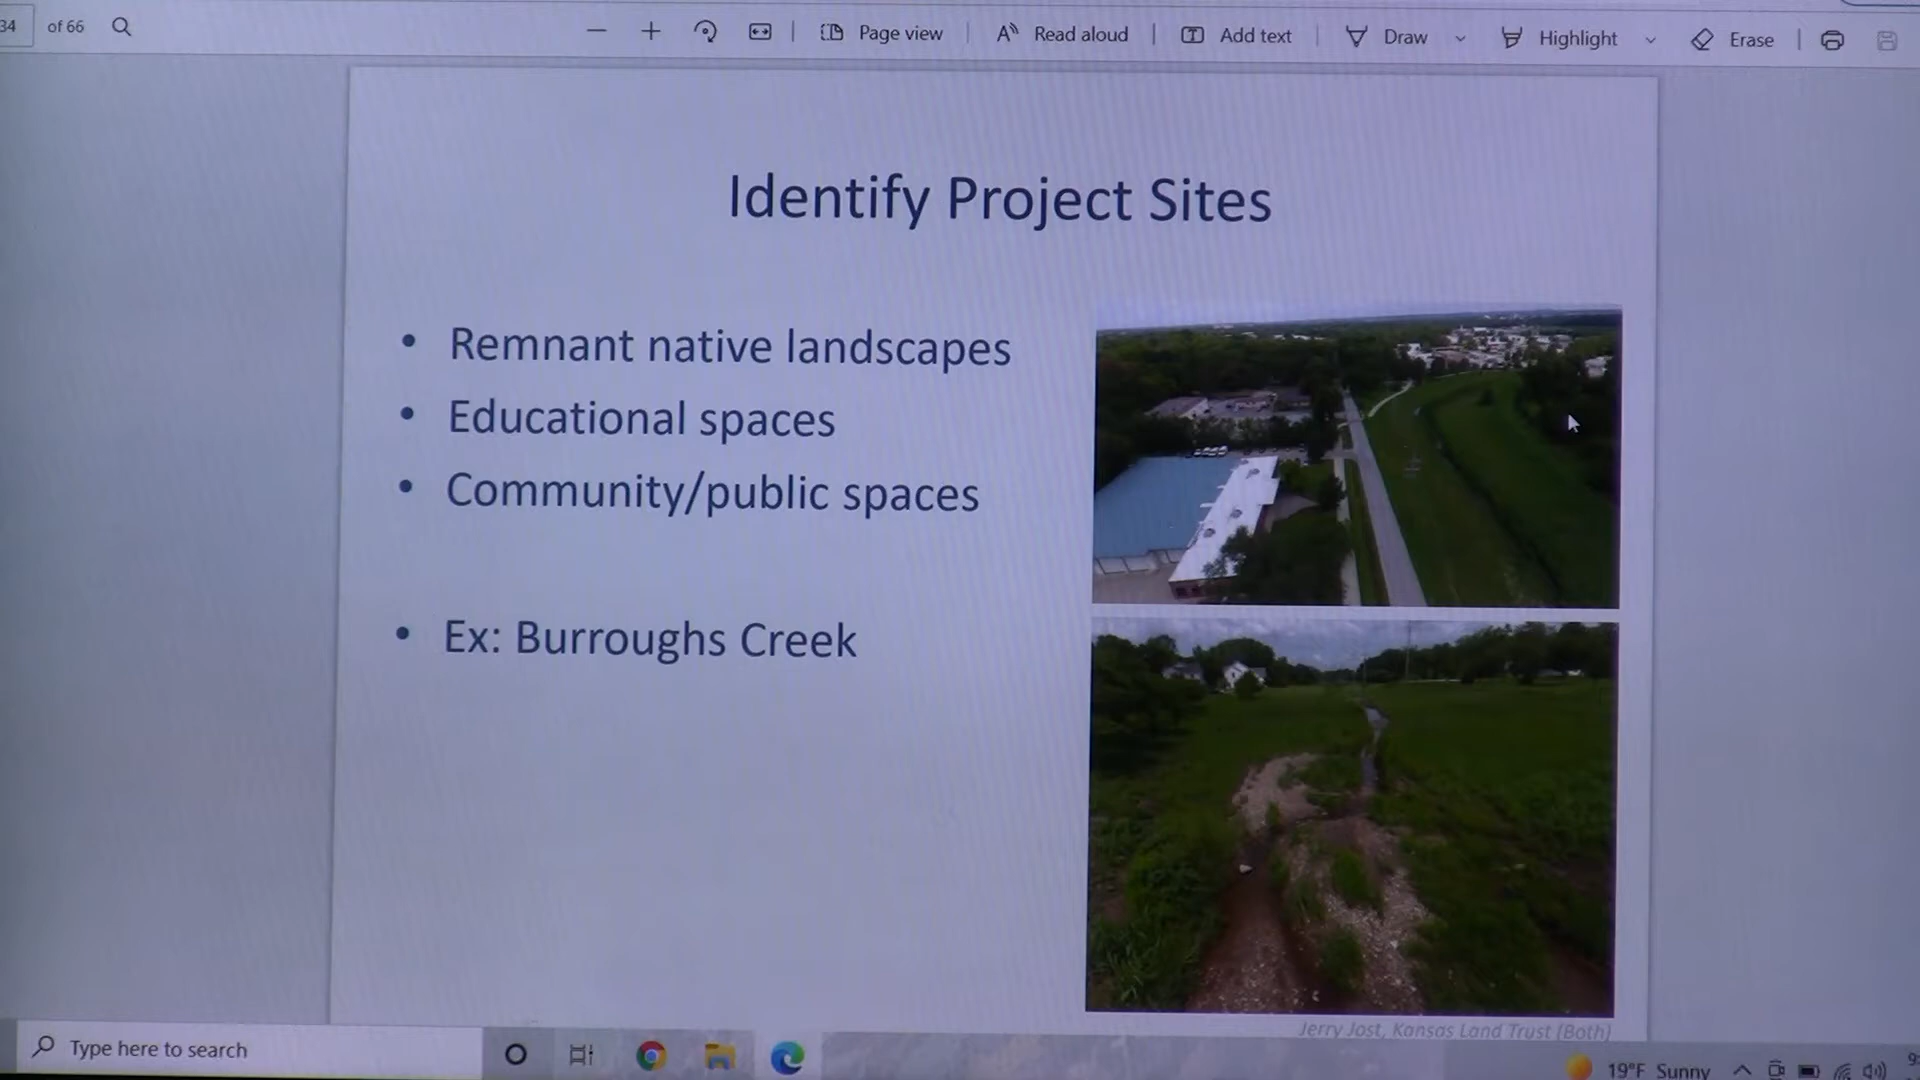 34 of 66
Page view
Read aloud
Add text
Draw
Highlight
Erase
Identify Project Sites
• Remnant native landscapes
• Educational spaces
• Community/public spaces
• Ex: Burroughs Creek
Jerry Jost, Kansas Land Trust (Both)
Type here to search
19°F Sunny